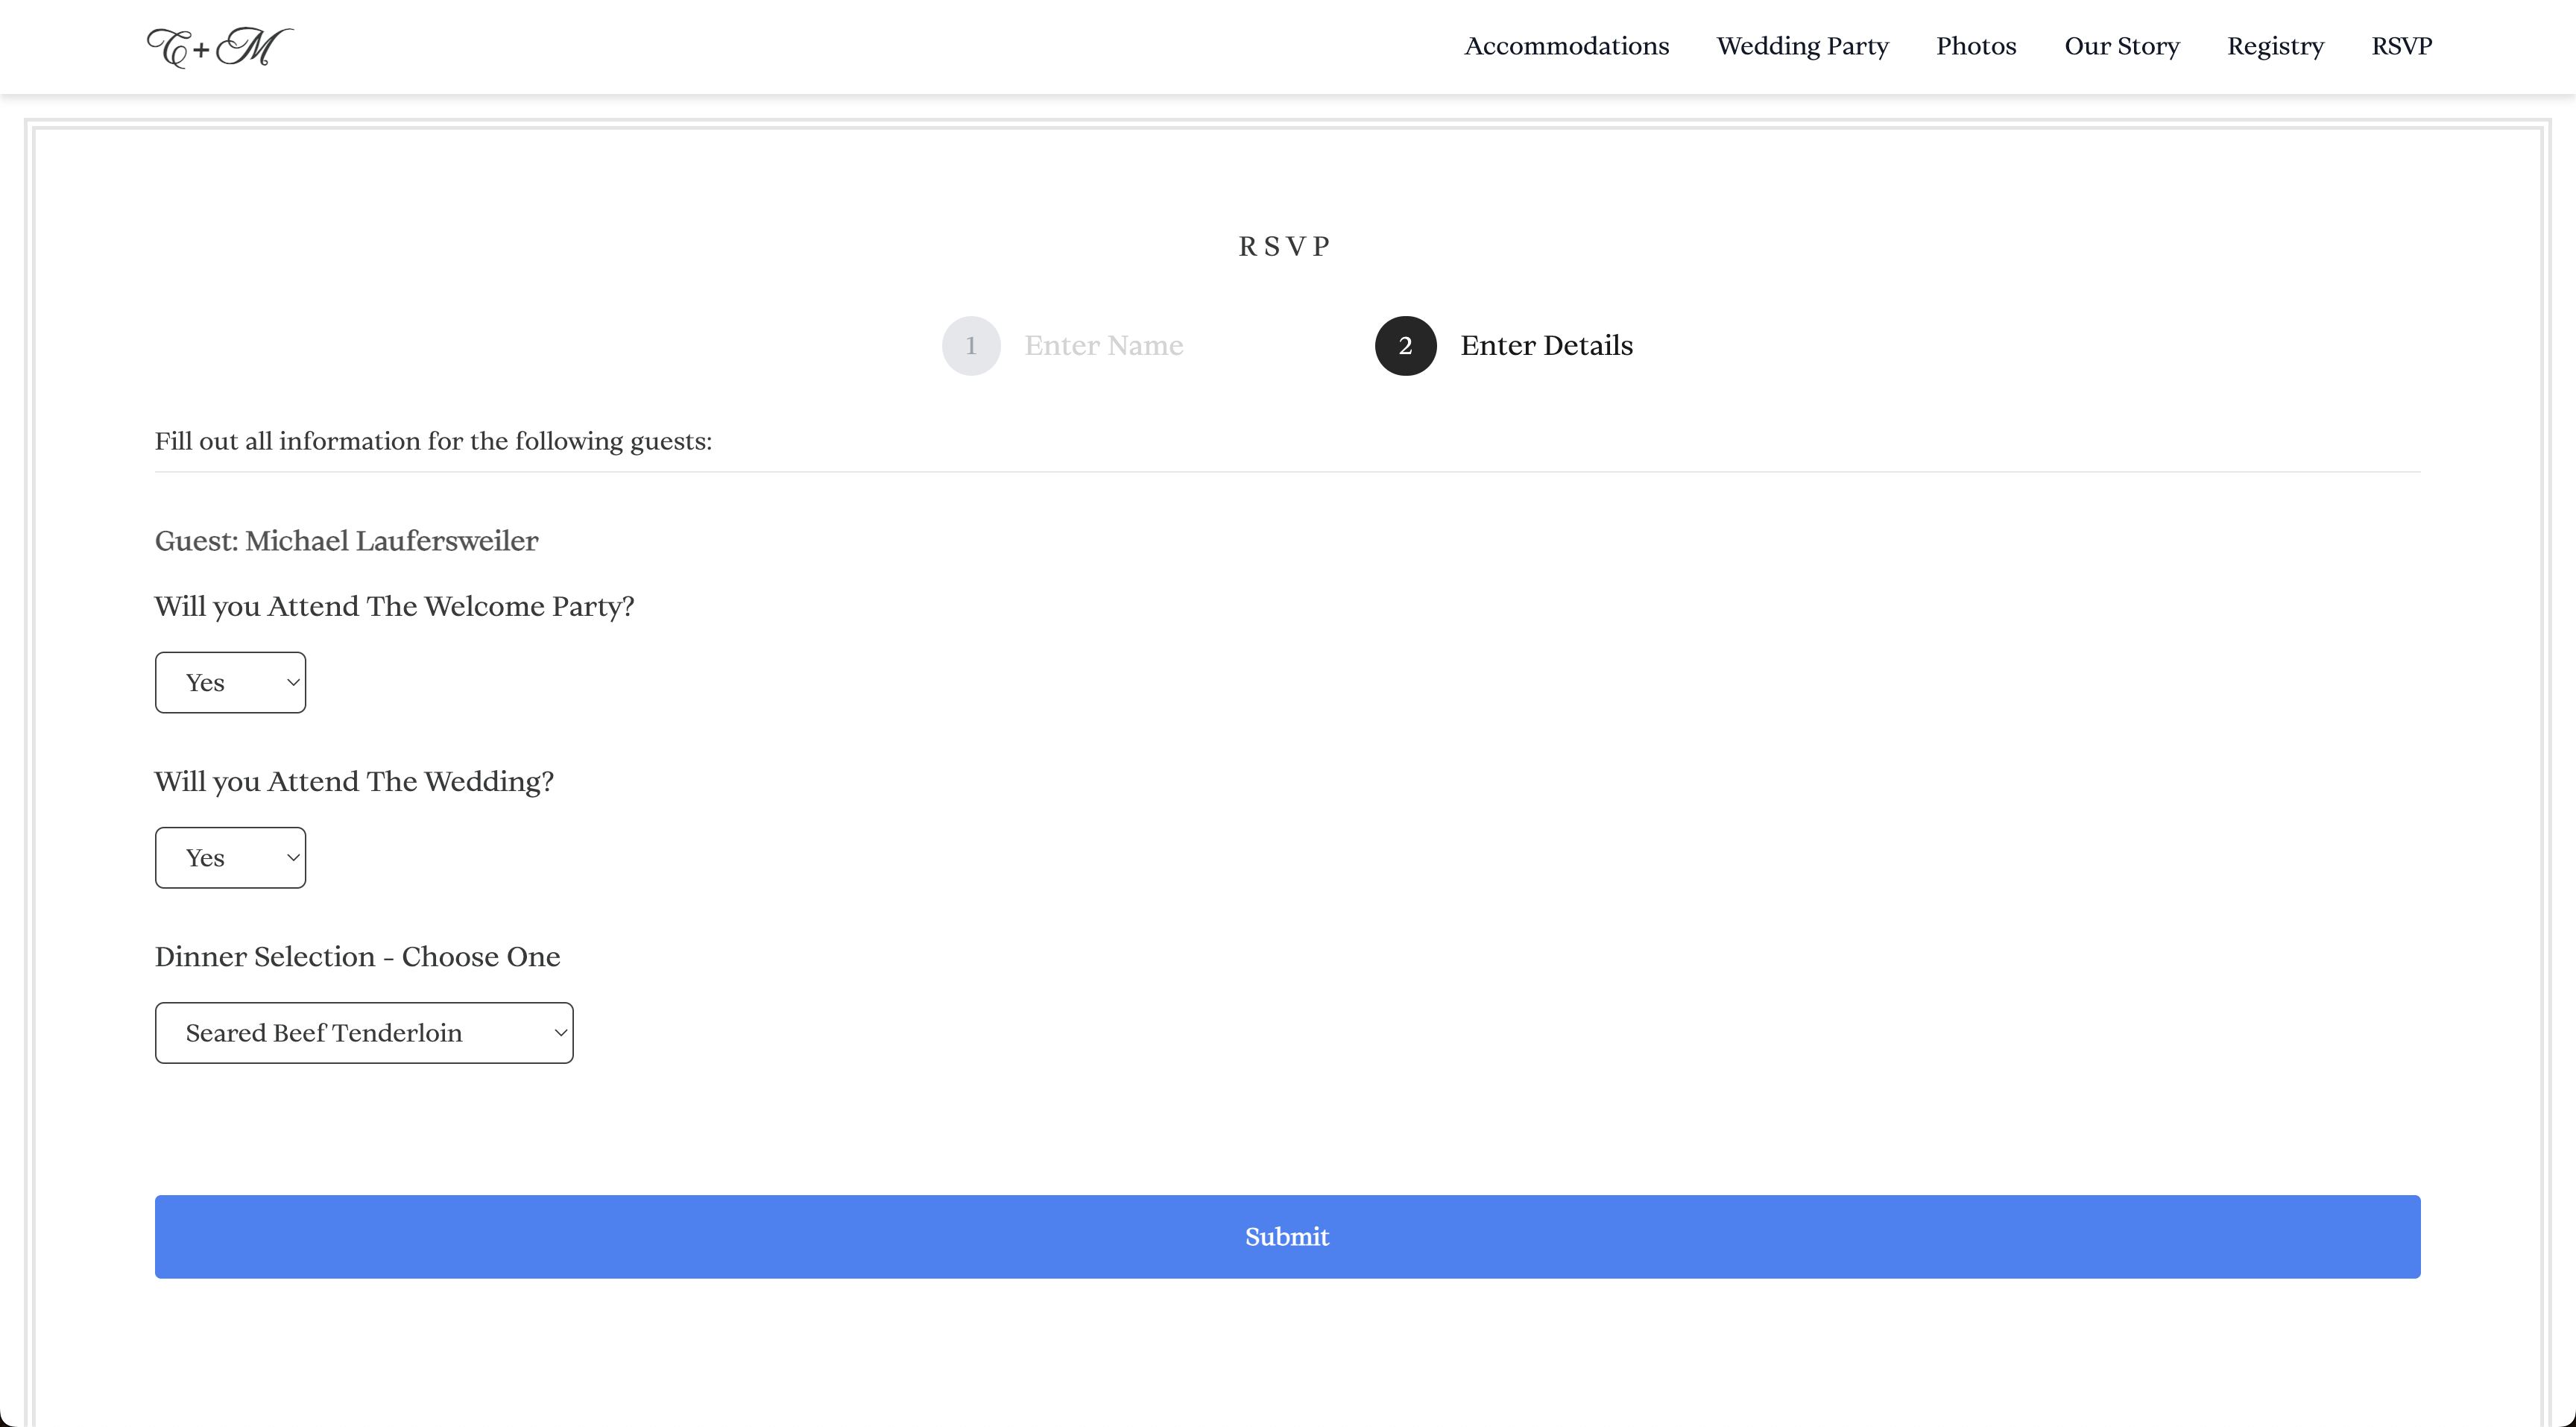 C+M
Accommodations Wedding Party Photos Our Story Registry RSVP
RSVP
1 Enter Name 2 Enter Details
Fill out all information for the following guests:
Guest: Michael Laufersweiler
Will you Attend The Welcome Party?
Yes
Will you Attend The Wedding?
Yes
Dinner Selection - Choose One
Seared Beef Tenderloin
Submit